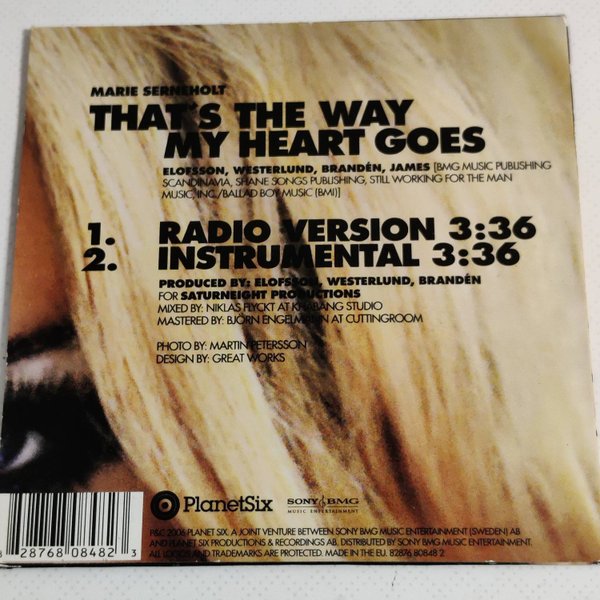 MARIE SERNEHOLT
THAT'S THE WAY
MY HEART GOES
ELOFSSON, WESTERLUND, BRANDÉN, JAMES [BMG MUSIC PUBLISHING
SCANDINAVIA, SHANE SONGS PUBLISHING, STILL WORKING FOR THE MAN
MUSIC, INC./BALLAD BOY MUSIC (BMI)]
1. RADIO VERSION 3:36
2. INSTRUMENTAL 3:36
PRODUCED BY: ELOFSSON, WESTERLUND, BRANDÉN
FOR SATURNEIGHT PRODUCTIONS
MIXED BY: NIKLAS FLYCKT AT KHABANG STUDIO
MASTERED BY: BJÖRN ENGELMANN AT CUTTINGROOM
PHOTO BY: MARTIN PETERSSON
DESIGN BY: GREAT WORKS
PlanetSix
SONY BMG
MUSIC ENTERTAINMENT
P&C 2006 PLANET SIX. A JOINT VENTURE BETWEEN SONY BMG MUSIC ENTERTAINMENT (SWEDEN) AB
AND PLANET SIX PRODUCTIONS & RECORDINGS AB. DISTRIBUTED BY SONY BMG MUSIC ENTERTAINMENT.
ALL LOGOS AND TRADEMARKS ARE PROTECTED. MADE IN THE EU. 82876 80848 2
8 28768 08482 3